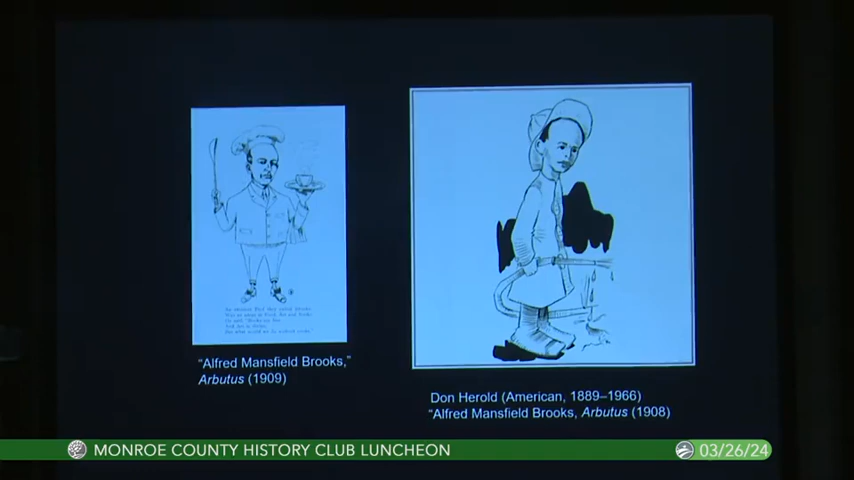 "Alfred Mansfield Brooks,"
Arbutus (1909)
Don Herold (American, 1889–1966)
"Alfred Mansfield Brooks, Arbutus (1908)
MONROE COUNTY HISTORY CLUB LUNCHEON
03/26/24